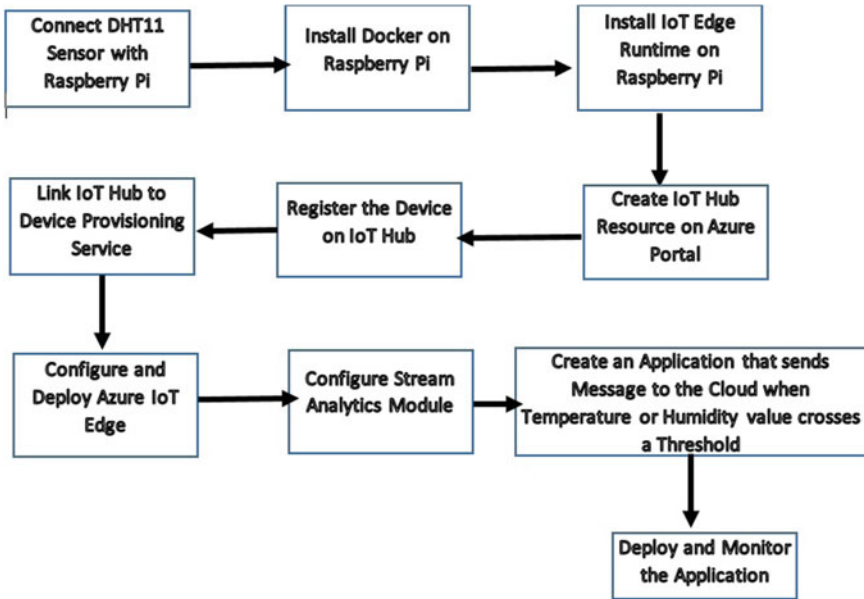 Connect DHT11
Sensor with
Raspberry Pi
Install Docker on
Raspberry Pi
Install IoT Edge
Runtime on
Raspberry Pi
Create IoT Hub
Resource on Azure
Portal
Register the Device
on IoT Hub
Link IoT Hub to
Device Provisioning
Service
Configure and
Deploy Azure IoT
Edge
Configure Stream
Analytics Module
Create an Application that sends
Message to the Cloud when
Temperature or Humidity value crosses
a Threshold
Deploy and Monitor
the Application